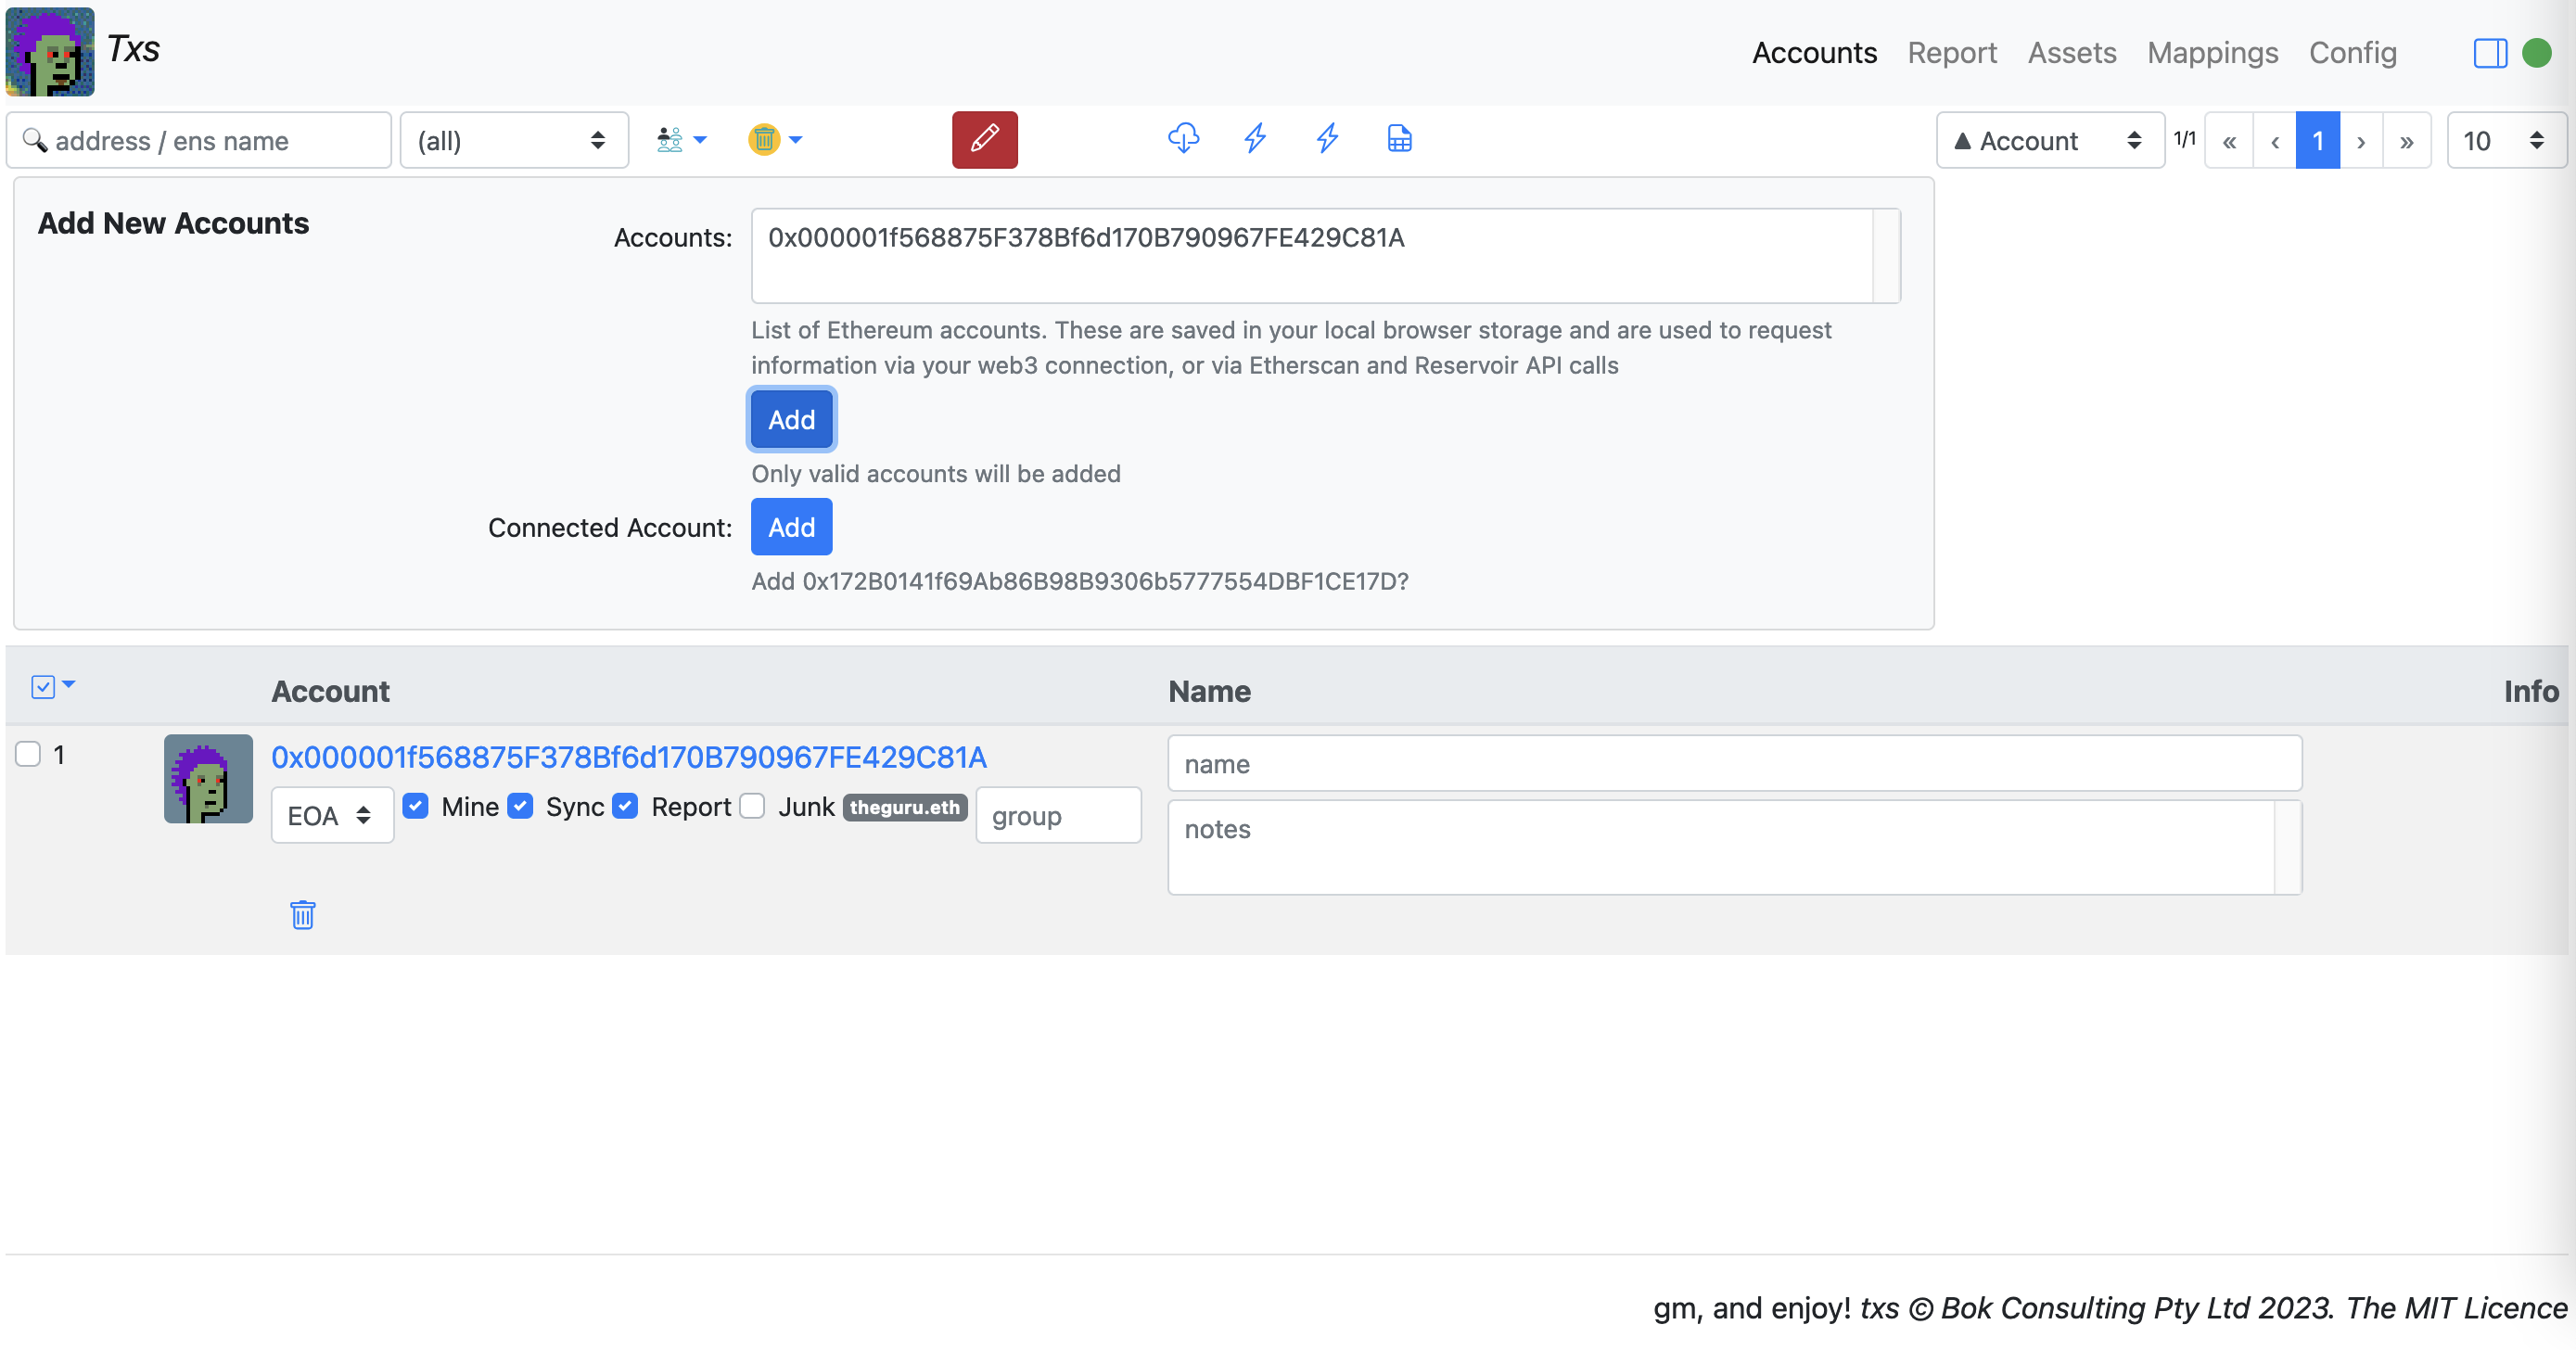 Txs
Accounts Report Assets Mappings Config
address / ens name (all) ▲ Account 1/1 « ‹ 1 › » 10
Add New Accounts
Accounts: 0x000001f568875F378Bf6d170B790967FE429C81A
List of Ethereum accounts. These are saved in your local browser storage and are used to request
information via your web3 connection, or via Etherscan and Reservoir API calls
Add
Only valid accounts will be added
Connected Account: Add
Add 0x172B0141f69Ab86B98B9306b5777554DBF1CE17D?
Account Name Info
1 0x000001f568875F378Bf6d170B790967FE429C81A name
EOA Mine Sync Report Junk theguru.eth group notes
gm, and enjoy! txs © Bok Consulting Pty Ltd 2023. The MIT Licence